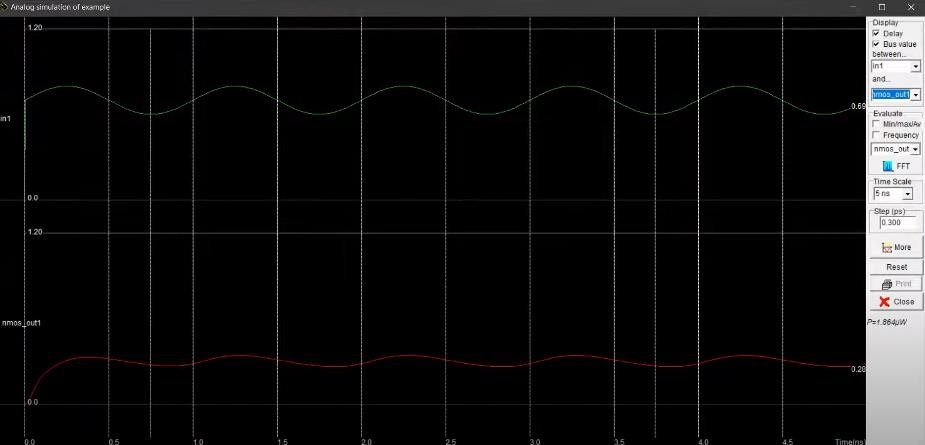 Analog simulation of example
1.20
in1
0.69
0.0
1.20
nmos_out1
0.28
0.0
0.0 0.5 1.0 1.5 2.0 2.5 3.0 3.5 4.0 4.5 Time(ns)
Display
Delay
Bus value
between...
in1
and...
nmos_out1
Evaluate
Min/max/Av
Frequency
nmos_out
FFT
Time Scale
5 ns
Step (ps)
0.300
More
Reset
Print
Close
P=1.864µW